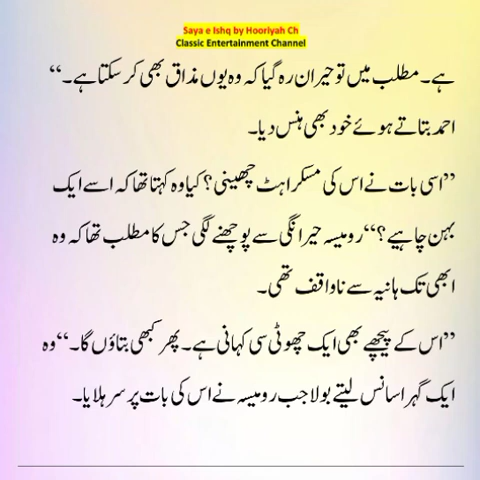 Saya e Ishq by Hooriyah Ch
Classic Entertainment Channel
ہے۔ مطلب میں تو حیران رہ گیا کہ وہ یوں مذاق بھی کر سکتا ہے۔“
احمد بتاتے ہوئے خود بھی ہنس دیا۔
”اسی بات نے اس کی مسکراہٹ چھینی؟ کیا وہ کہتا تھا کہ اسے ایک
بہن چاہیے؟“ رومیسہ حیرانگی سے پوچھنے لگی جس کا مطلب تھا کہ وہ
ابھی تک ہانیہ سے ناواقف تھی۔
”اس کے پیچھے بھی ایک چھوٹی سی کہانی ہے۔ پھر کبھی بتاؤں گا۔“ وہ
ایک گہرا سانس لیتے بولا جب رومیسہ نے اس کی بات پر سر ہلایا۔